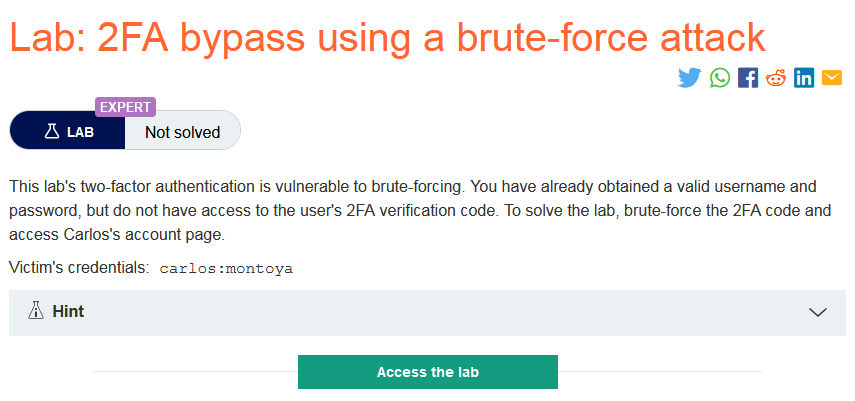 Lab: 2FA bypass using a brute-force attack
EXPERT
LAB
Not solved
This lab's two-factor authentication is vulnerable to brute-forcing. You have already obtained a valid username and
password, but do not have access to the user's 2FA verification code. To solve the lab, brute-force the 2FA code and
access Carlos's account page.
Victim's credentials: carlos:montoya
Hint
Access the lab